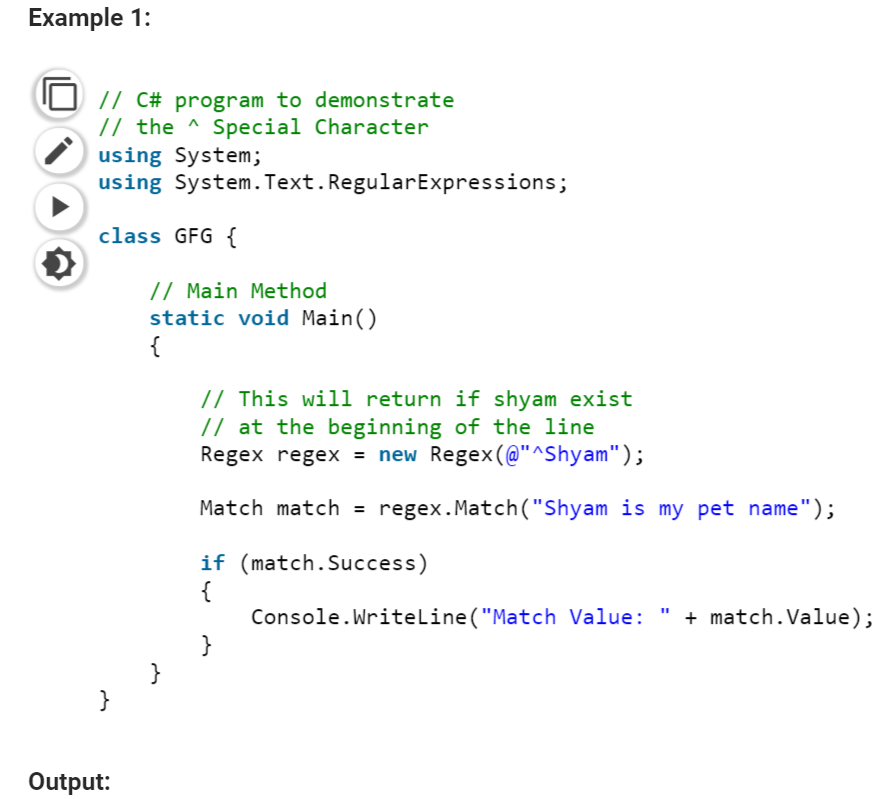 Example 1:
// C# program to demonstrate
// the ^ Special Character
using System;
using System.Text.RegularExpressions;
class GFG {
// Main Method
static void Main()
{
// This will return if shyam exist
// at the beginning of the line
Regex regex = new Regex(@"^Shyam");
Match match = regex.Match("Shyam is my pet name");
if (match.Success)
{
Console.WriteLine("Match Value: " + match.Value);
}
}
}
Output: